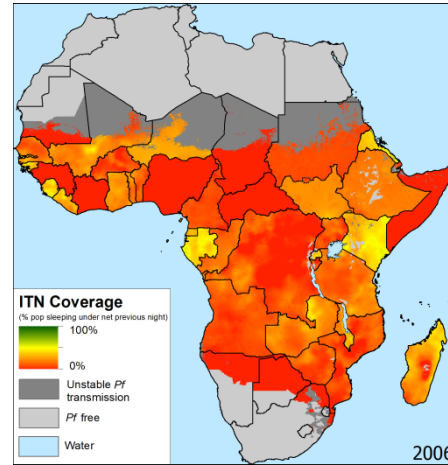 ITN Coverage
(% pop sleeping under net previous night)
100%
0%
Unstable Pf
transmission
Pf free
Water
2006